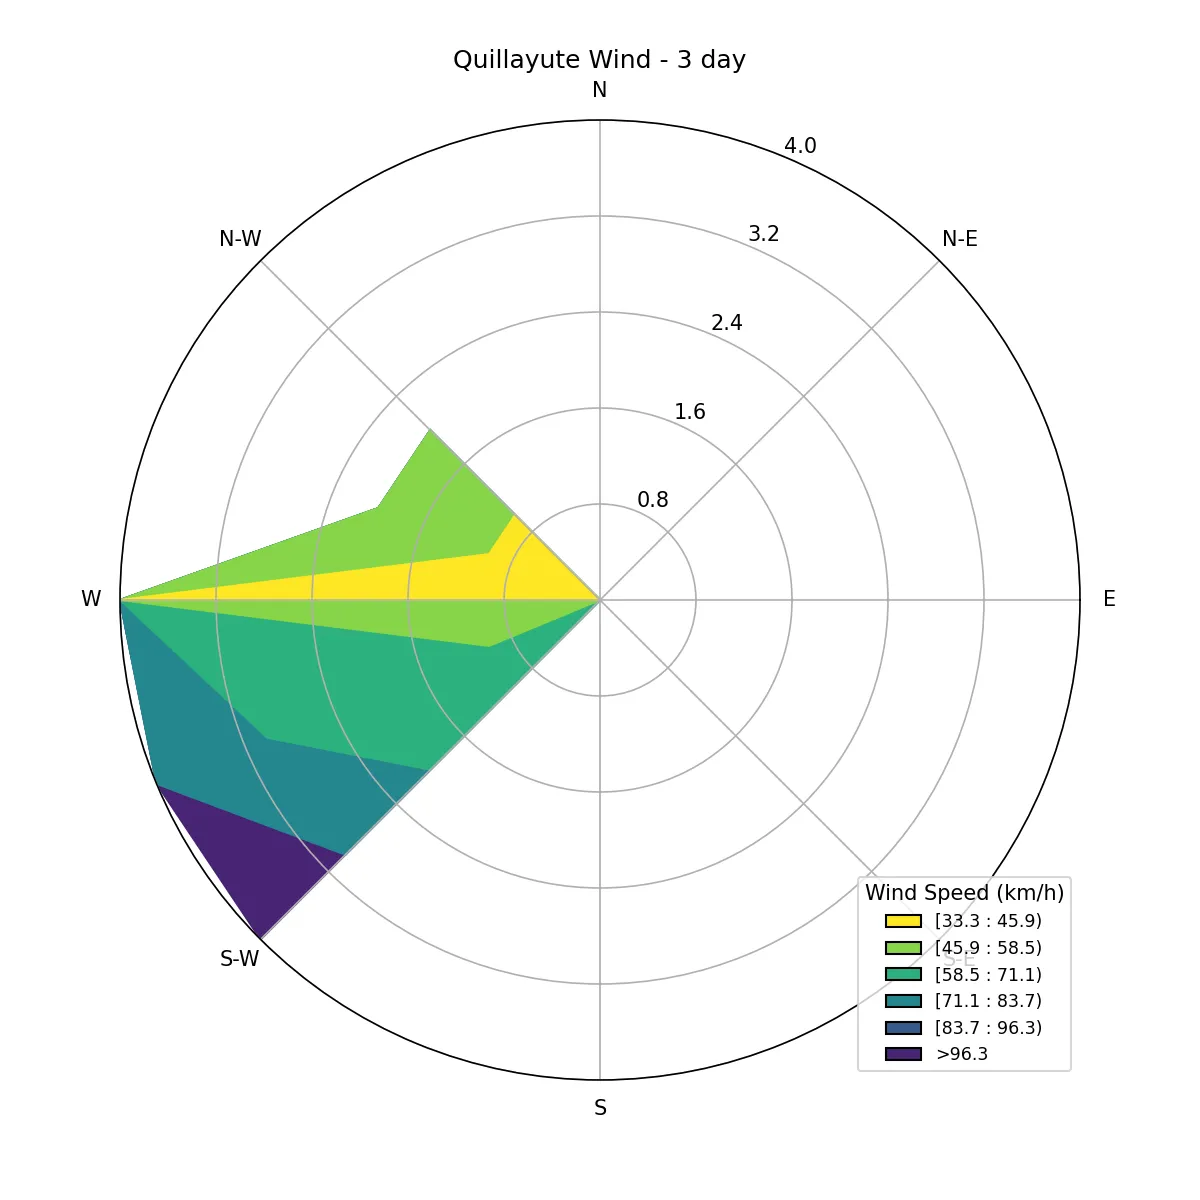 Quillayute Wind - 3 day
N
4.0
N-W
3.2
N-E
2.4
1.6
0.8
W
E
Wind Speed (km/h)
[33.3 : 45.9)
[45.9 : 58.5)
S-W
S-E
[58.5 : 71.1)
[71.1 : 83.7)
[83.7 : 96.3)
>96.3
S